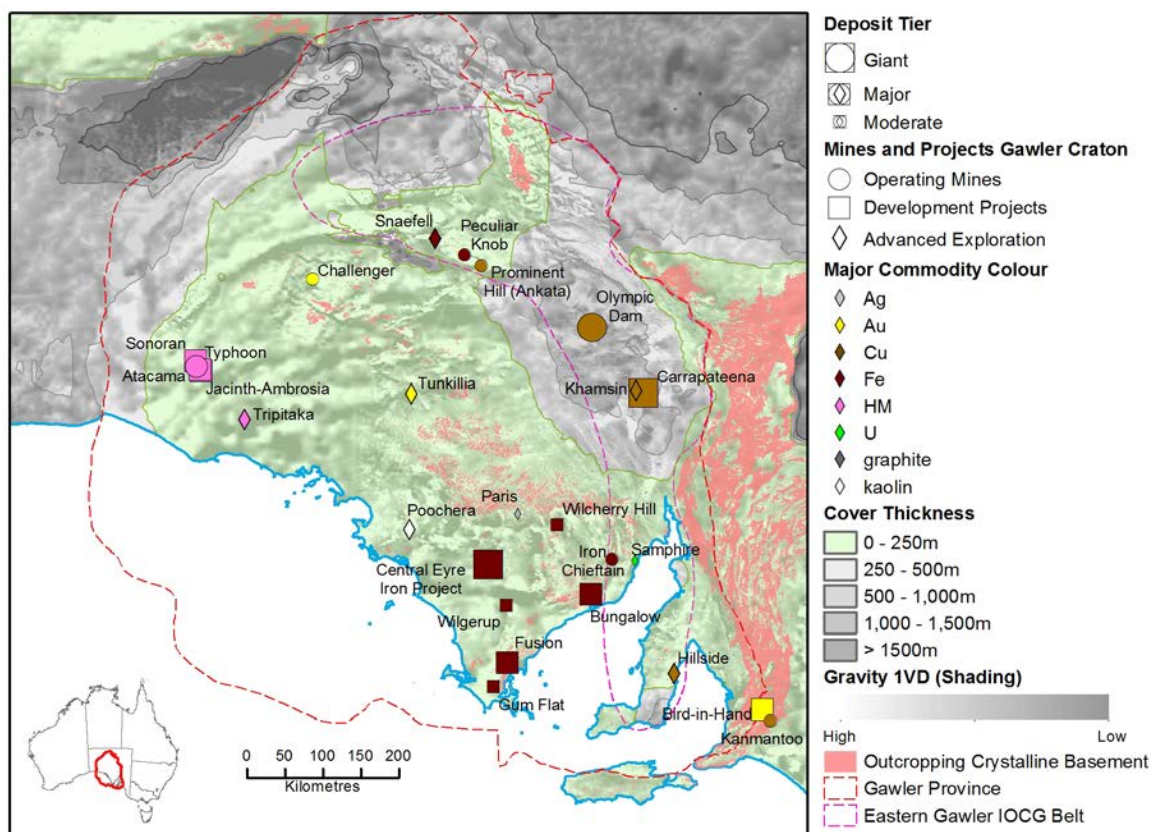 Snaefell
Peculiar
Knob
Challenger
Prominent
Hill (Ankata)
Olympic
Dam
Sonoran
Typhoon
Atacama
Jacinth-Ambrosia
Tunkillia
Khamsin
Carrapateena
Tripitaka
Paris
Wilcherry Hill
Poochera
Iron
Chieftain
Samphire
Central Eyre
Iron Project
Bungalow
Wilgerup
Fusion
Hillside
Gum Flat
Bird-in-Hand
Kanmantoo
0 50 100 150 200
Kilometres
Deposit Tier
Giant
Major
Moderate
Mines and Projects Gawler Craton
Operating Mines
Development Projects
Advanced Exploration
Major Commodity Colour
Ag
Au
Cu
Fe
HM
U
graphite
kaolin
Cover Thickness
0 - 250m
250 - 500m
500 - 1,000m
1,000 - 1,500m
> 1500m
Gravity 1VD (Shading)
High Low
Outcropping Crystalline Basement
Gawler Province
Eastern Gawler IOCG Belt